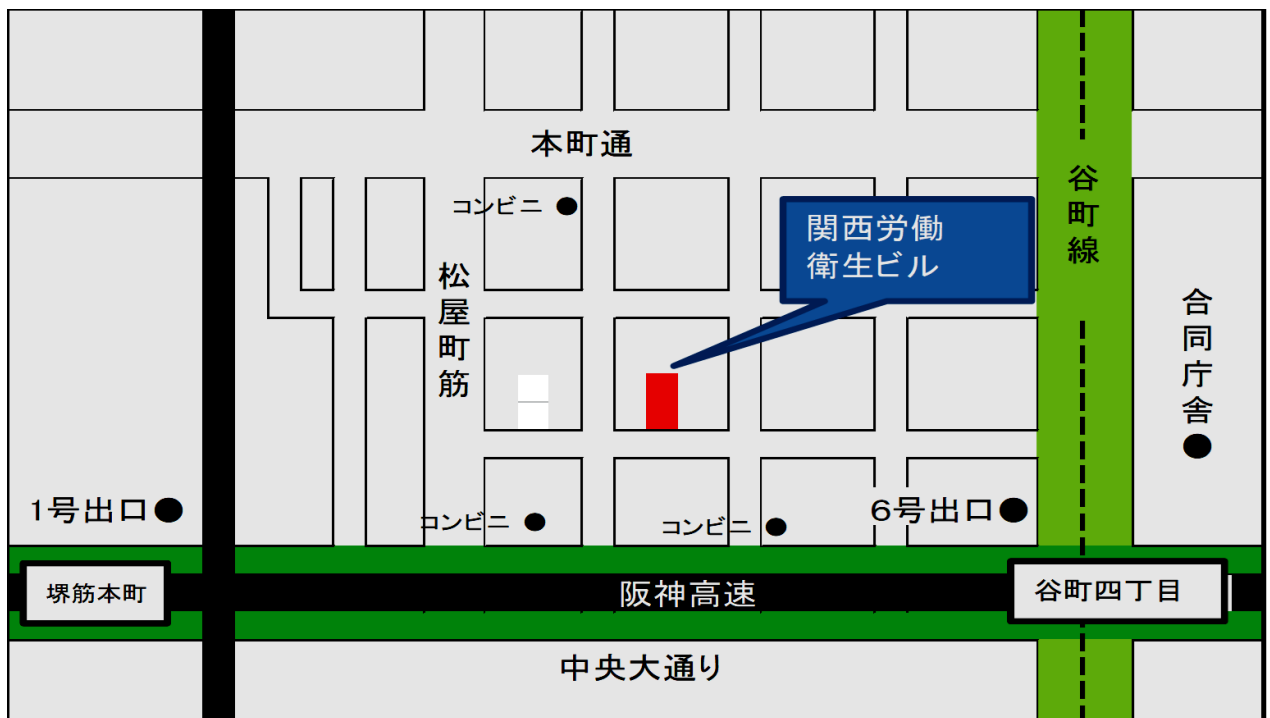 本町通
谷町線
コンビニ
関西労働
衛生ビル
松屋町筋
合同庁舎
1号出口
コンビニ
コンビニ
6号出口
堺筋本町
阪神高速
谷町四丁目
中央大通り